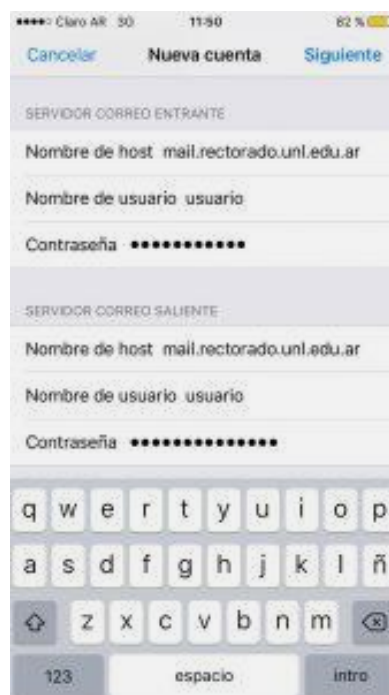 Claro AR 3G 11:50 82 %
Cancelar Nueva cuenta Siguiente
SERVIDOR CORREO ENTRANTE
Nombre de host mail.rectorado.unl.edu.ar
Nombre de usuario usuario
Contraseña ●●●●●●●●●●●
SERVIDOR CORREO SALIENTE
Nombre de host mail.rectorado.unl.edu.ar
Nombre de usuario usuario
Contraseña ●●●●●●●●●●●●●●
q w e r t y u i o p
a s d f g h j k l ñ
z x c v b n m
123 espacio intro